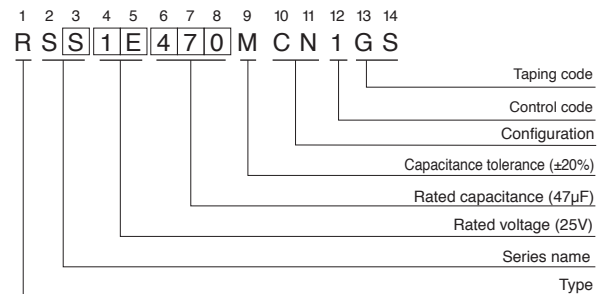 1 2 3 4 5 6 7 8 9 10 11 12 13 14
R S S 1 E 4 7 0 M C N 1 G S
Taping code
Control code
Configuration
Capacitance tolerance (±20%)
Rated capacitance (47µF)
Rated voltage (25V)
Series name
Type